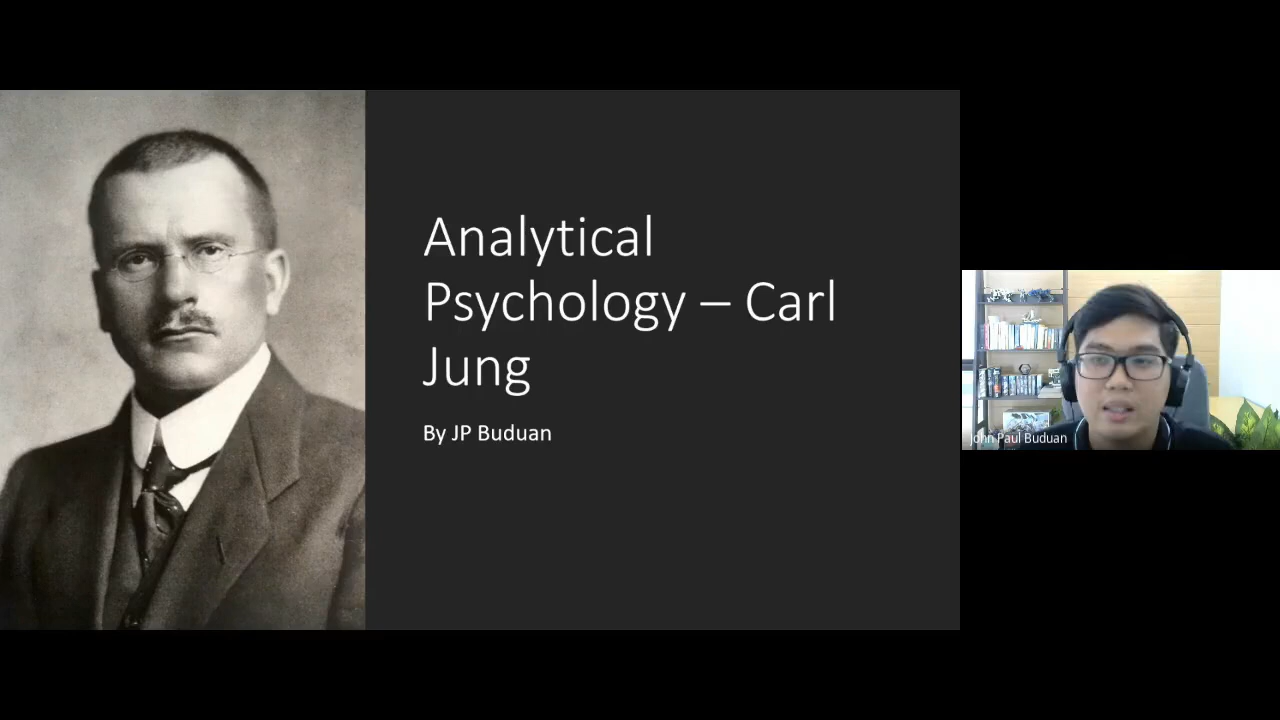 Analytical
Psychology – Carl
Jung
By JP Buduan
John Paul Buduan